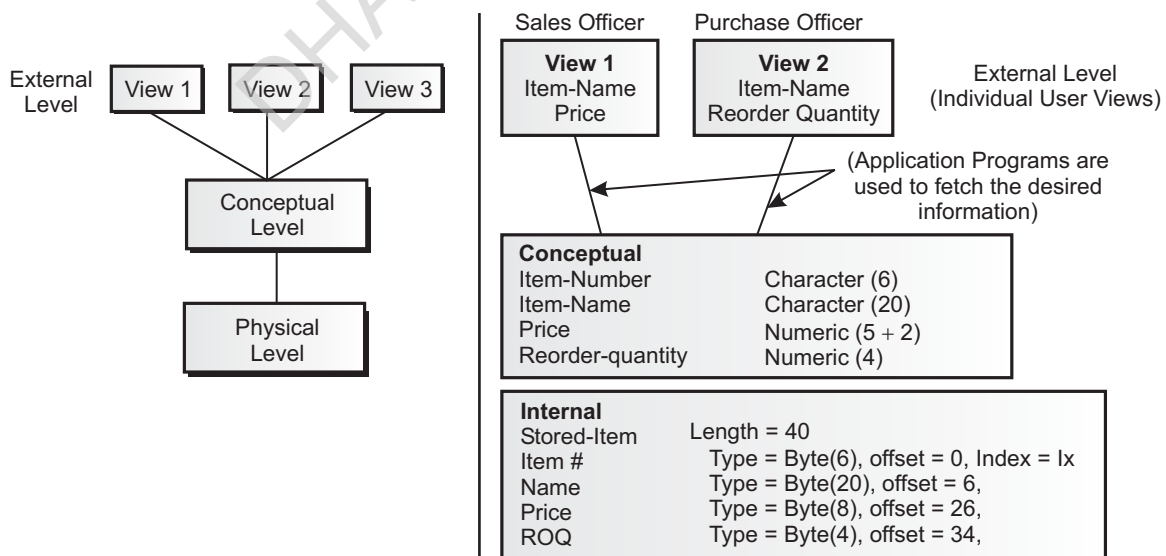 External
Level
View 1
View 2
View 3
Conceptual
Level
Physical
Level
Sales Officer
Purchase Officer
View 1
Item-Name
Price
View 2
Item-Name
Reorder Quantity
External Level
(Individual User Views)
(Application Programs are
used to fetch the desired
information)
Conceptual
Item-Number Character (6)
Item-Name Character (20)
Price Numeric (5 + 2)
Reorder-quantity Numeric (4)
Internal
Stored-Item Length = 40
Item # Type = Byte(6), offset = 0, Index = Ix
Name Type = Byte(20), offset = 6,
Price Type = Byte(8), offset = 26,
ROQ Type = Byte(4), offset = 34,